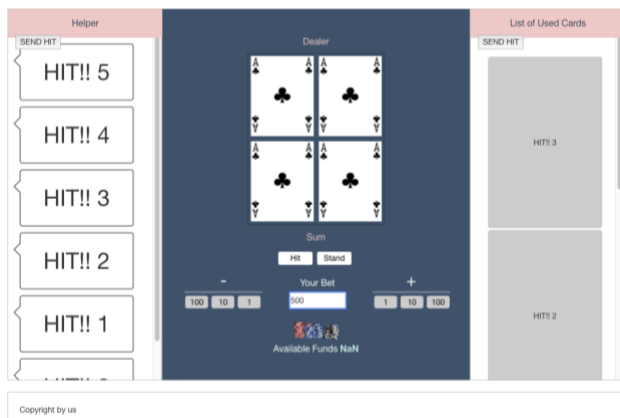 Helper
SEND HIT
HIT!! 5
HIT!! 4
HIT!! 3
HIT!! 2
HIT!! 1
Dealer
A A A A
A A A A
A A A A
A A A A
Sum
Hit Stand
- Your Bet +
100 10 1 500 1 10 100
Available Funds NaN
List of Used Cards
SEND HIT
HIT!! 3
HIT!! 2
Copyright by us